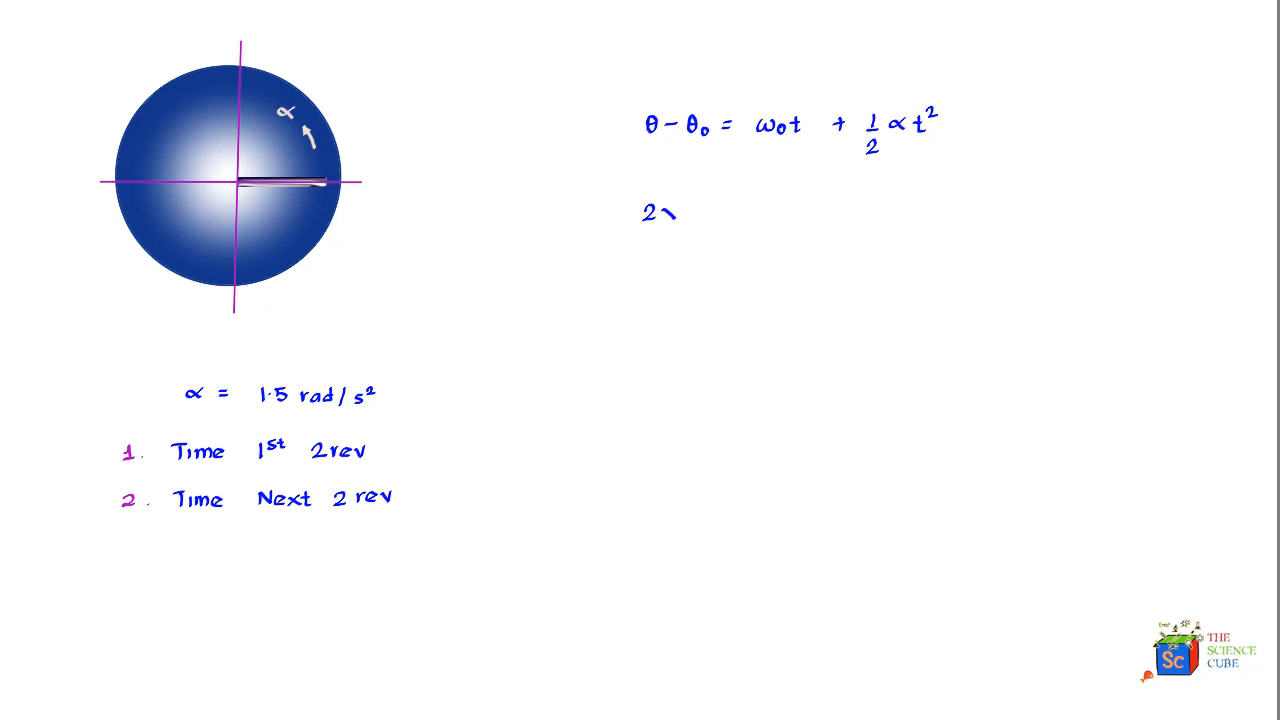 α
θ - θ₀ = ω₀t + 1/2 αt²
2
α = 1.5 rad/s²
1. Time 1st 2rev
2. Time Next 2 rev
Sc
THE
SCIENCE
CUBE